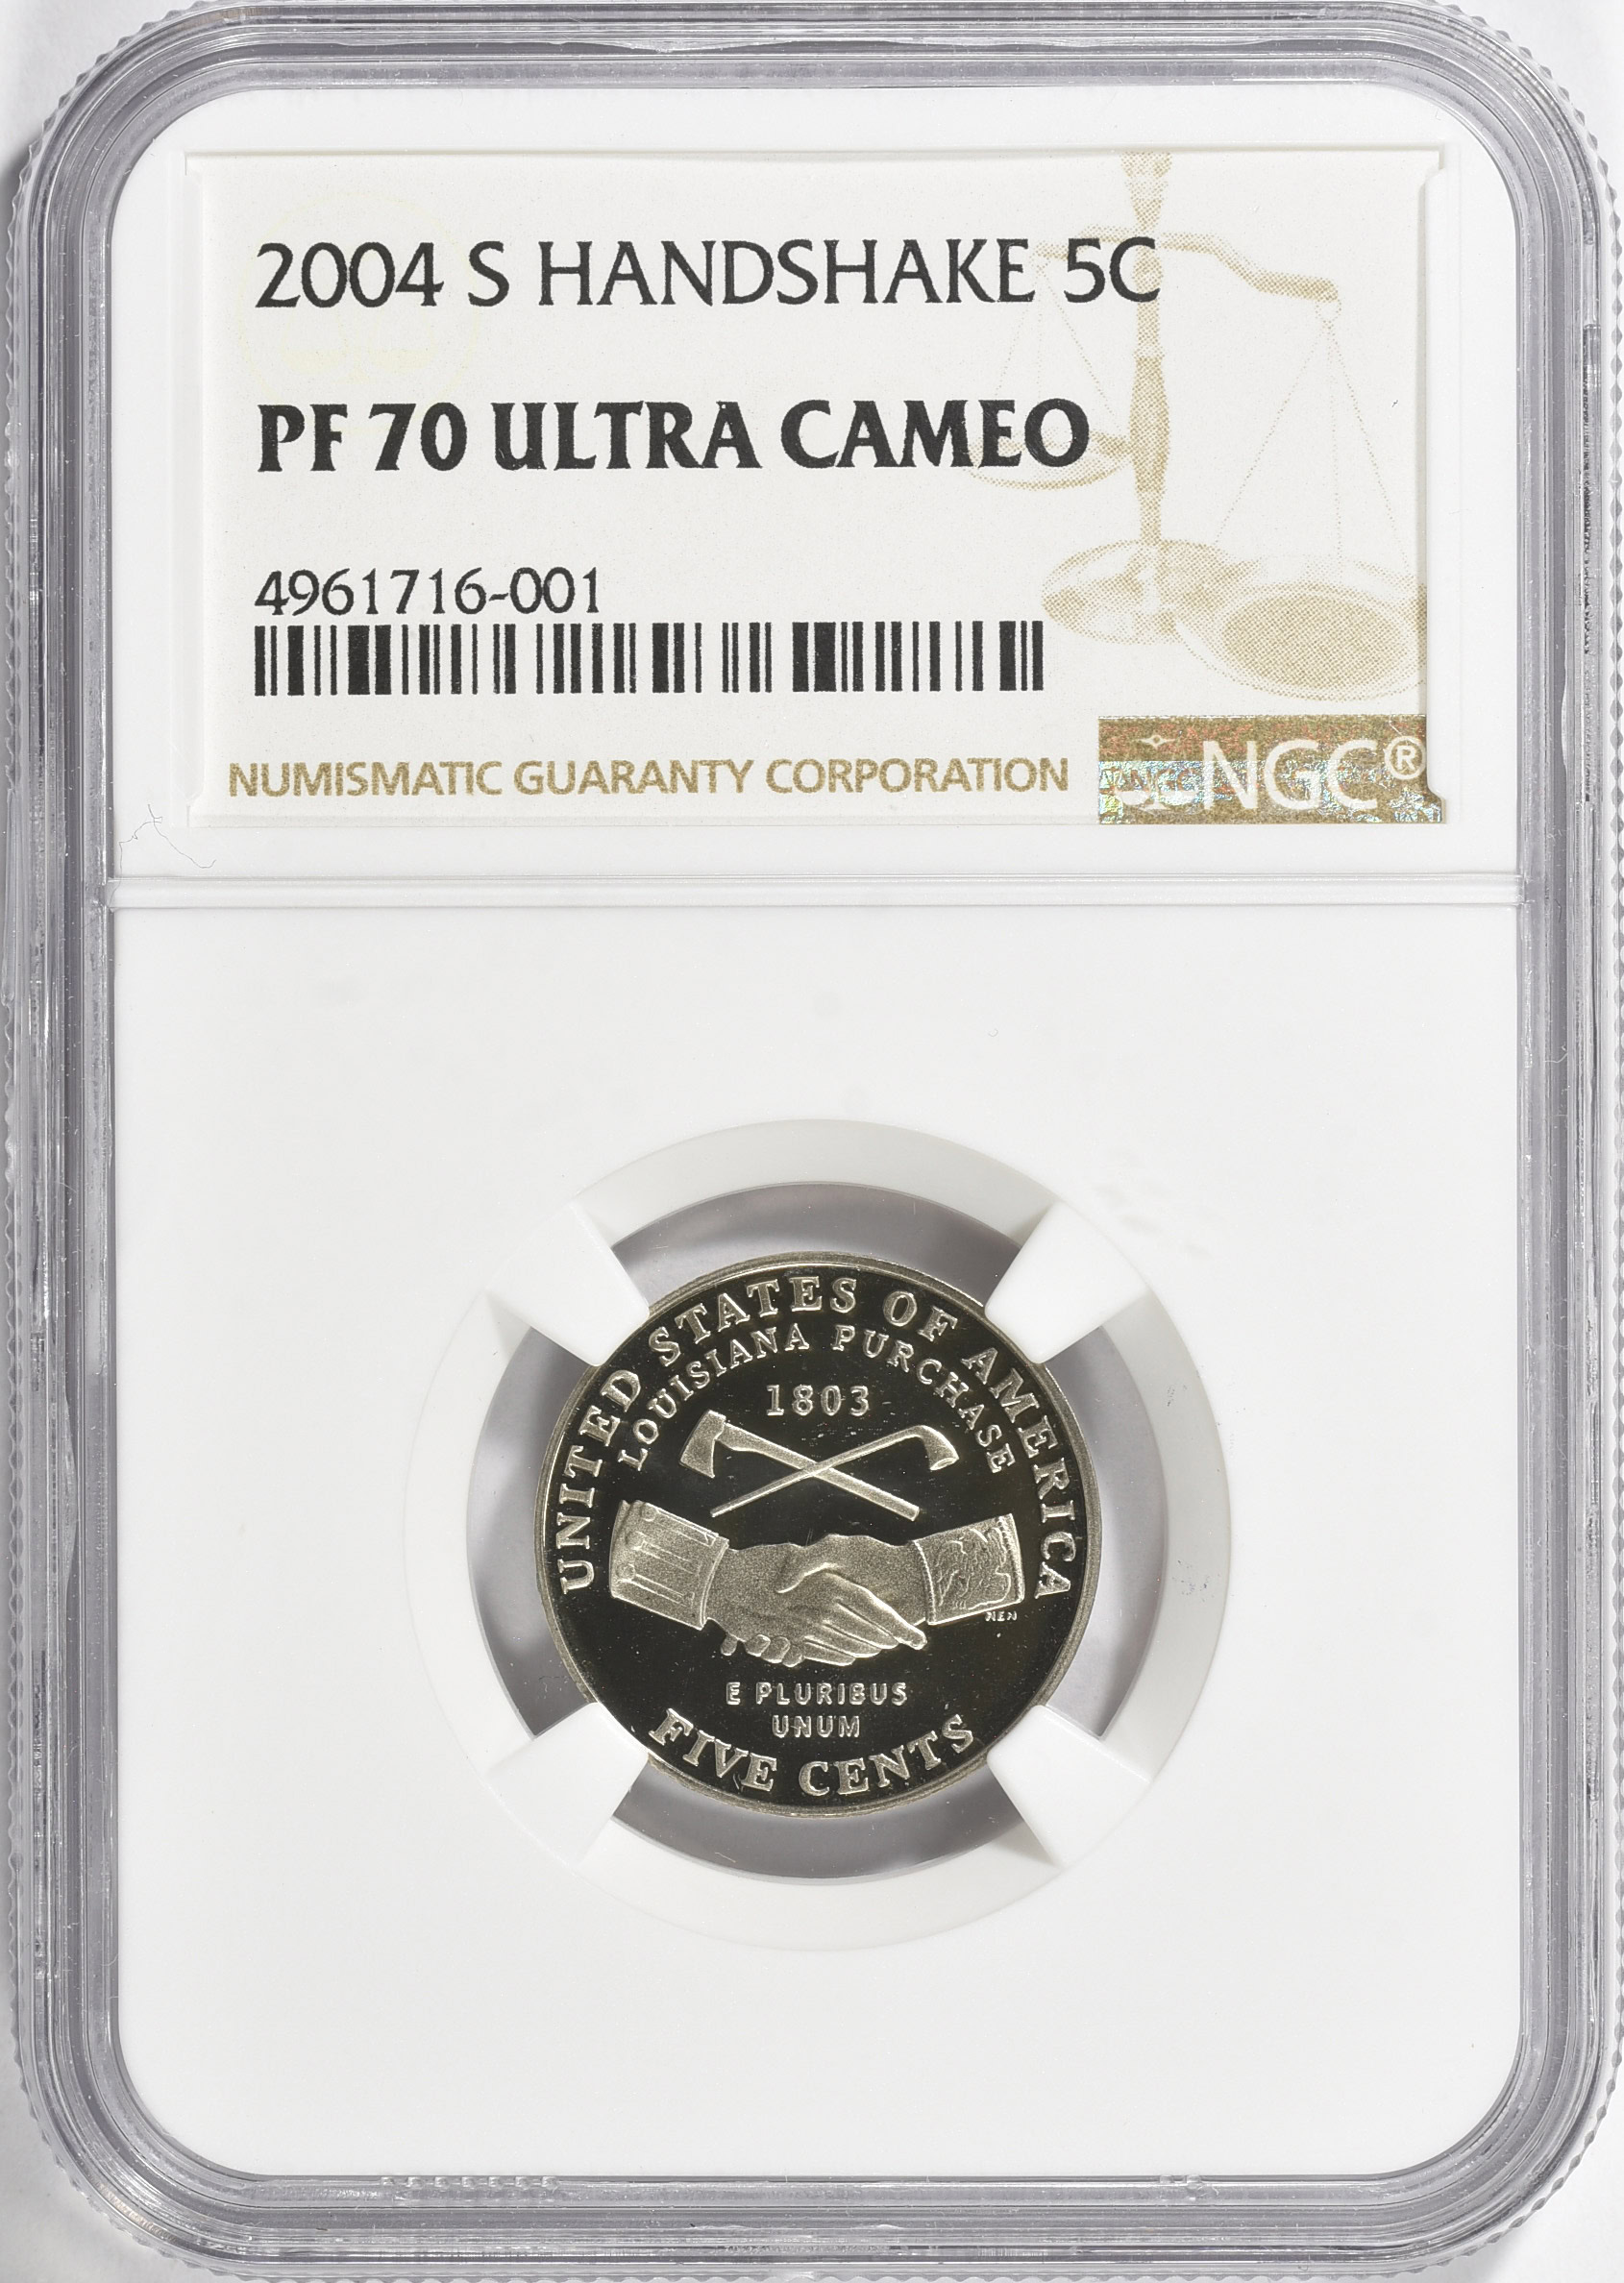 2004 S HANDSHAKE 5C
PF 70 ULTRA CAMEO
4961716-001
NUMISMATIC GUARANTY CORPORATION
NGC®
UNITED STATES OF AMERICA
LOUISIANA PURCHASE
1803
NEN
E PLURIBUS
UNUM
FIVE CENTS